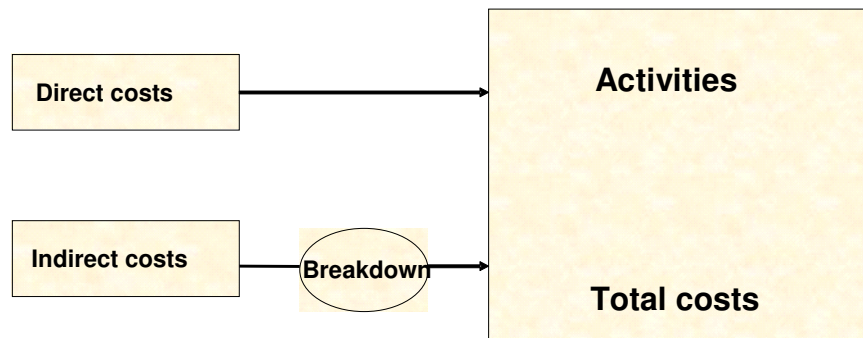 Direct costs
Activities
Indirect costs
Breakdown
Total costs